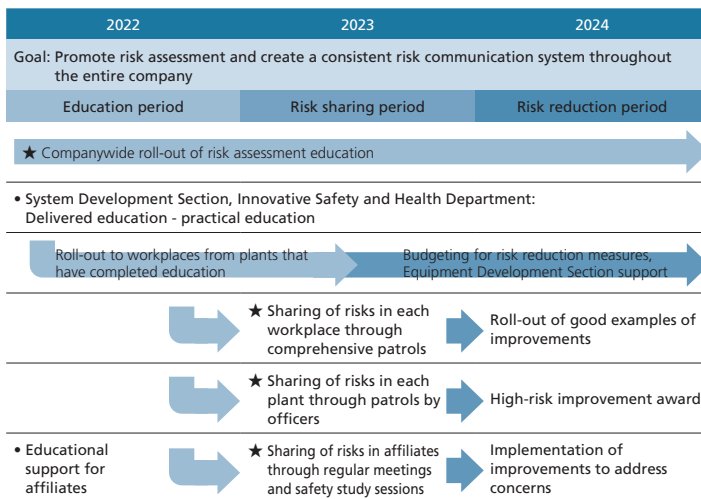 2022 2023 2024
Goal: Promote risk assessment and create a consistent risk communication system throughout
the entire company
Education period Risk sharing period Risk reduction period
★ Companywide roll-out of risk assessment education
• System Development Section, Innovative Safety and Health Department:
Delivered education - practical education
Roll-out to workplaces from plants that
have completed education
Budgeting for risk reduction measures,
Equipment Development Section support
★ Sharing of risks in each
workplace through
comprehensive patrols
Roll-out of good examples of
improvements
★ Sharing of risks in each
plant through patrols by
officers
High-risk improvement award
• Educational
support for
affiliates
★ Sharing of risks in affiliates
through regular meetings
and safety study sessions
Implementation of
improvements to address
concerns